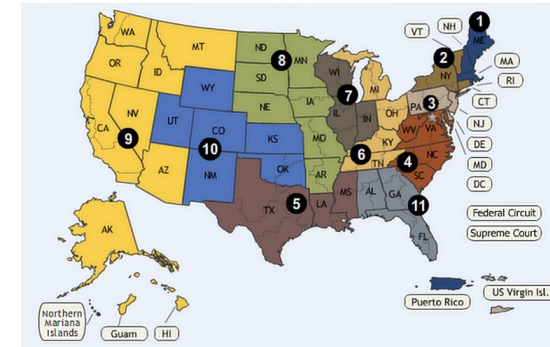 1
NH
VT
ME
WA
2
MT
ND
MN
OR
8
MA
ID
SD
WI
NY
RI
WY
MI
7
3
CT
IA
PA
NE
NV
OH
NJ
IL
IN
UT
CO
WV
VA
DE
CA
9
10
KS
MO
KY
6
4
NC
MD
TN
DC
OK
AR
SC
AZ
NM
MS
AL
GA
5
11
TX
LA
Federal Circuit
AK
FL
Supreme Court
Puerto Rico
US Virgin Isl.
Northern
Mariana
Islands
Guam
HI